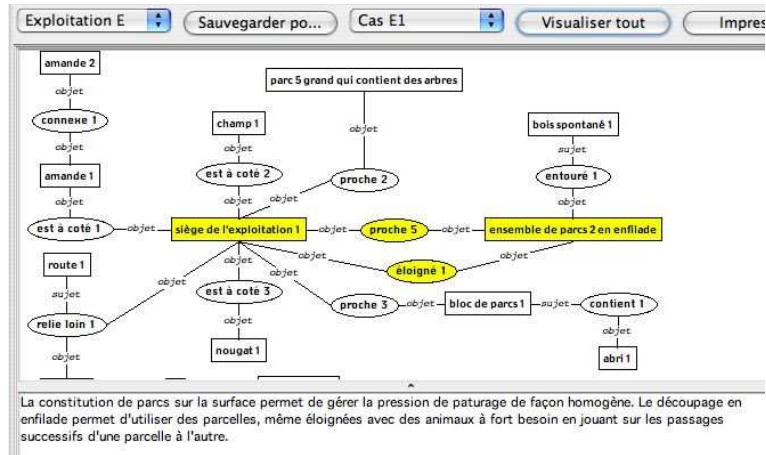 Exploitation E
Sauvegarder po...
Cas E1
Visualiser tout
Impres
amande 2
objet
parc 5 grand qui contient des arbres
connexe 1
champ 1
objet
bois spontané 1
objet
objet
sujet
amande 1
est à coté 2
proche 2
entouré 1
objet
objet
objet
objet
est à coté 1
objet
siège de l'exploitation 1
objet
proche 5
objet
ensemble de parcs 2 en enfilade
route 1
objet
objet
objet
objet
éloigné 1
objet
sujet
est à coté 3
proche 3
objet
bloc de parcs 1
sujet
contient 1
relie loin 1
objet
objet
objet
nougat 1
abri 1
La constitution de parcs sur la surface permet de gérer la pression de paturage de façon homogène. Le découpage en
enfilade permet d'utiliser des parcelles, même éloignées avec des animaux à fort besoin en jouant sur les passages
successifs d'une parcelle à l'autre.